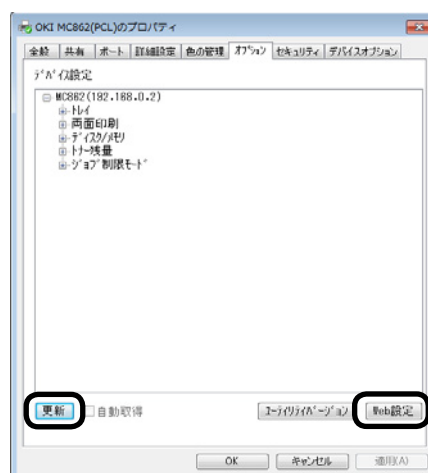 OKI MC862(PCL)のプロパティ
全般 共有 ポート 詳細設定 色の管理 オプション セキュリティ デバイスオプション
デバイス設定
MC862(192.168.0.2)
トレイ
両面印刷
ディスク/メモリ
トナー残量
ジョブ制限モード
更新 自動取得 ユーティリティバージョン Web設定
OK キャンセル 適用(A)